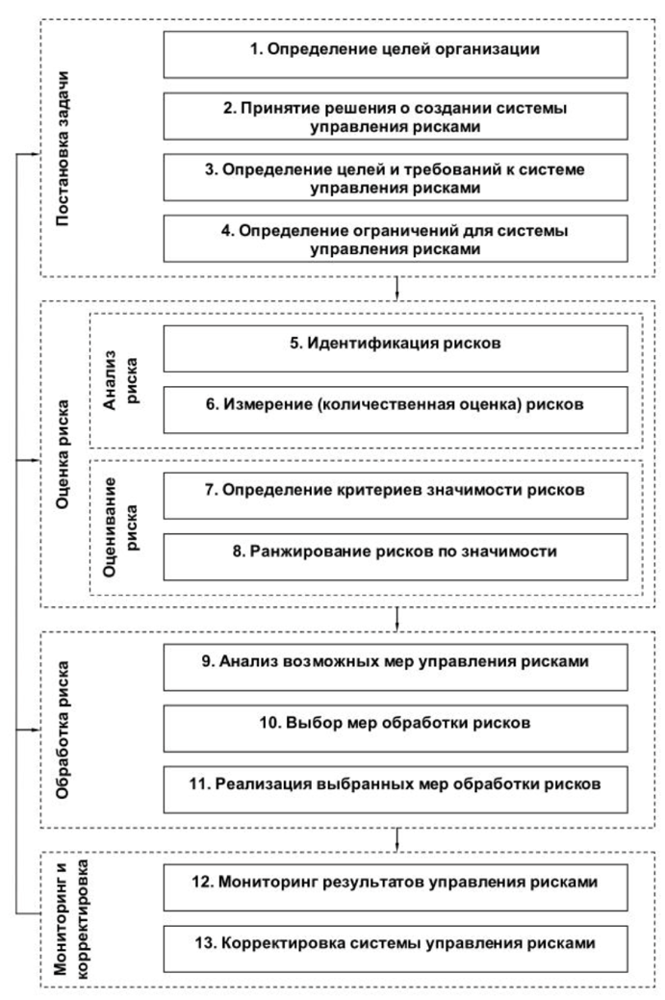 Постановка задачи
1. Определение целей организации
2. Принятие решения о создании системы
управления рисками
3. Определение целей и требований к системе
управления рисками
4. Определение ограничений для системы
управления рисками
Оценка риска
Анализ
риска
5. Идентификация рисков
6. Измерение (количественная оценка) рисков
Оценивание
риска
7. Определение критериев значимости рисков
8. Ранжирование рисков по значимости
Обработка риска
9. Анализ возможных мер управления рисками
10. Выбор мер обработки рисков
11. Реализация выбранных мер обработки рисков
Мониторинг и
корректировка
12. Мониторинг результатов управления рисками
13. Корректировка системы управления рисками